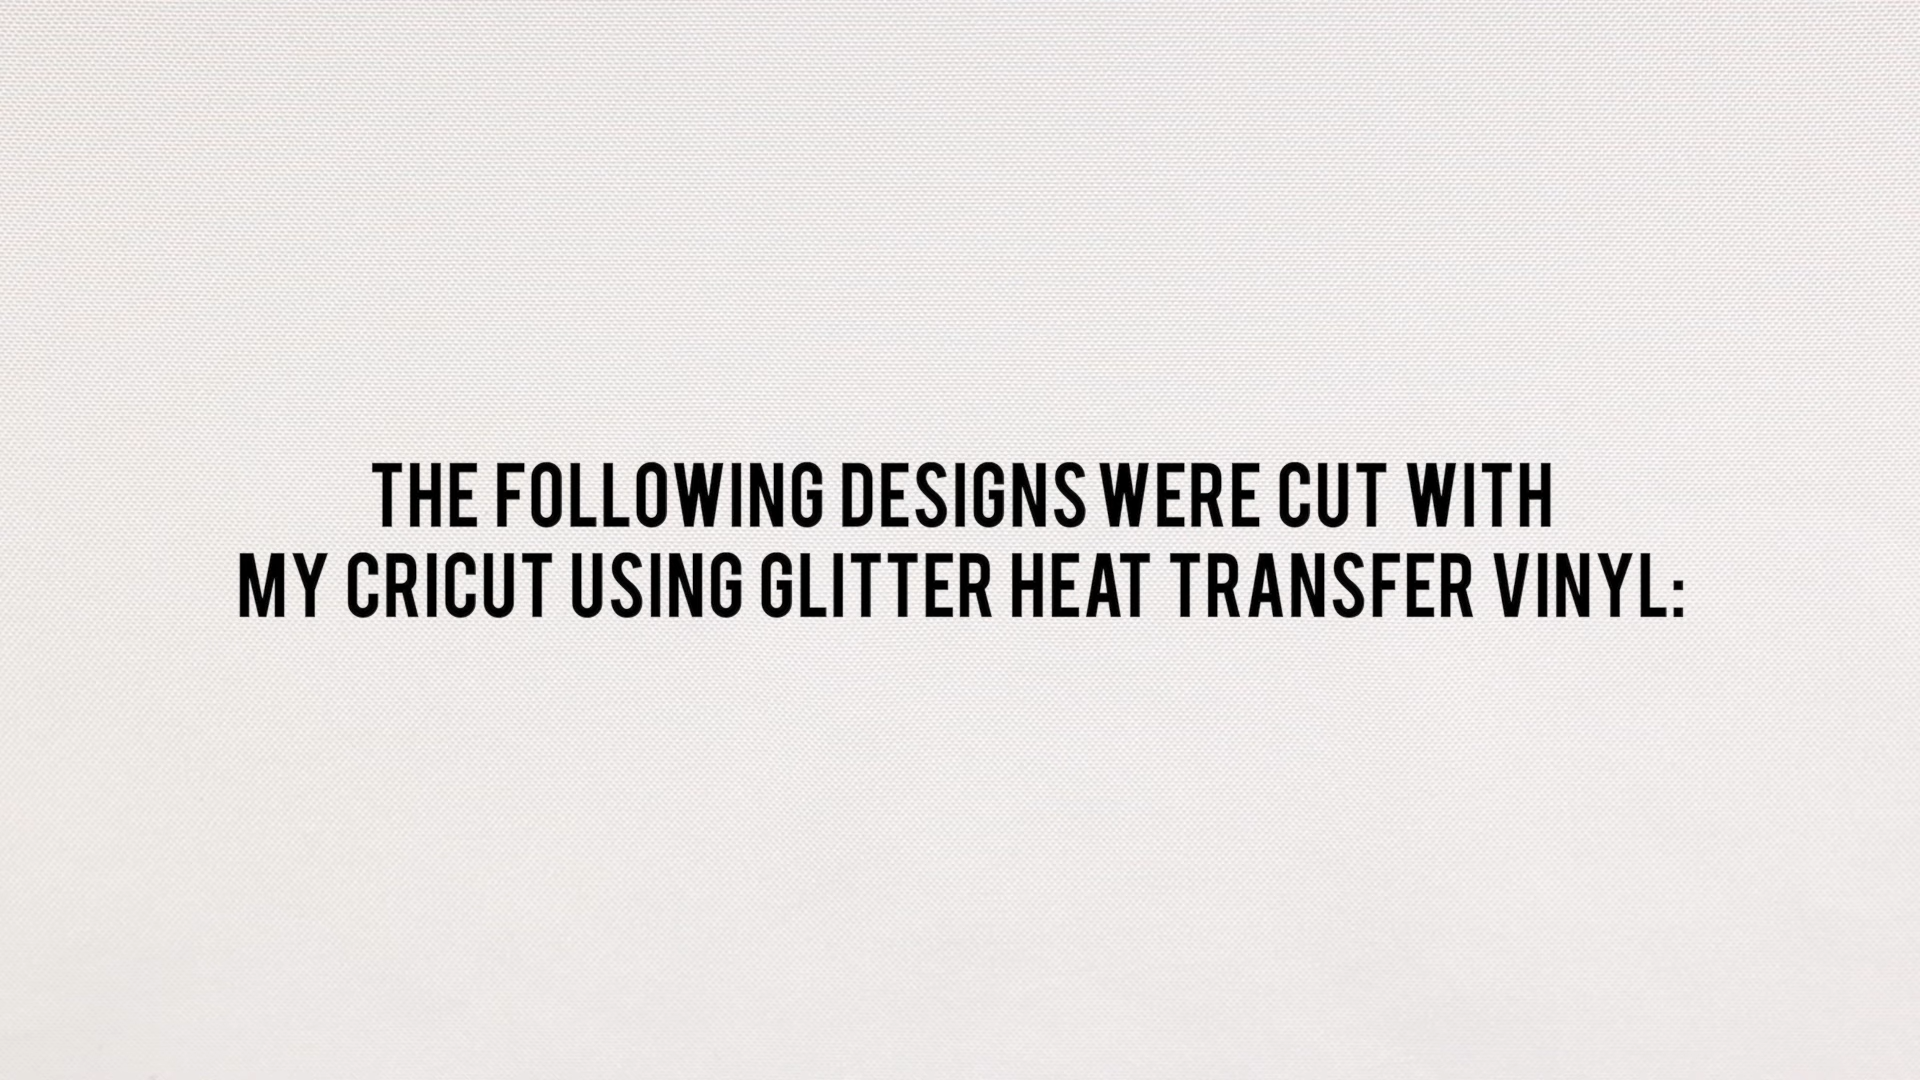 THE FOLLOWING DESIGNS WERE CUT WITH
MY CRICUT USING GLITTER HEAT TRANSFER VINYL: